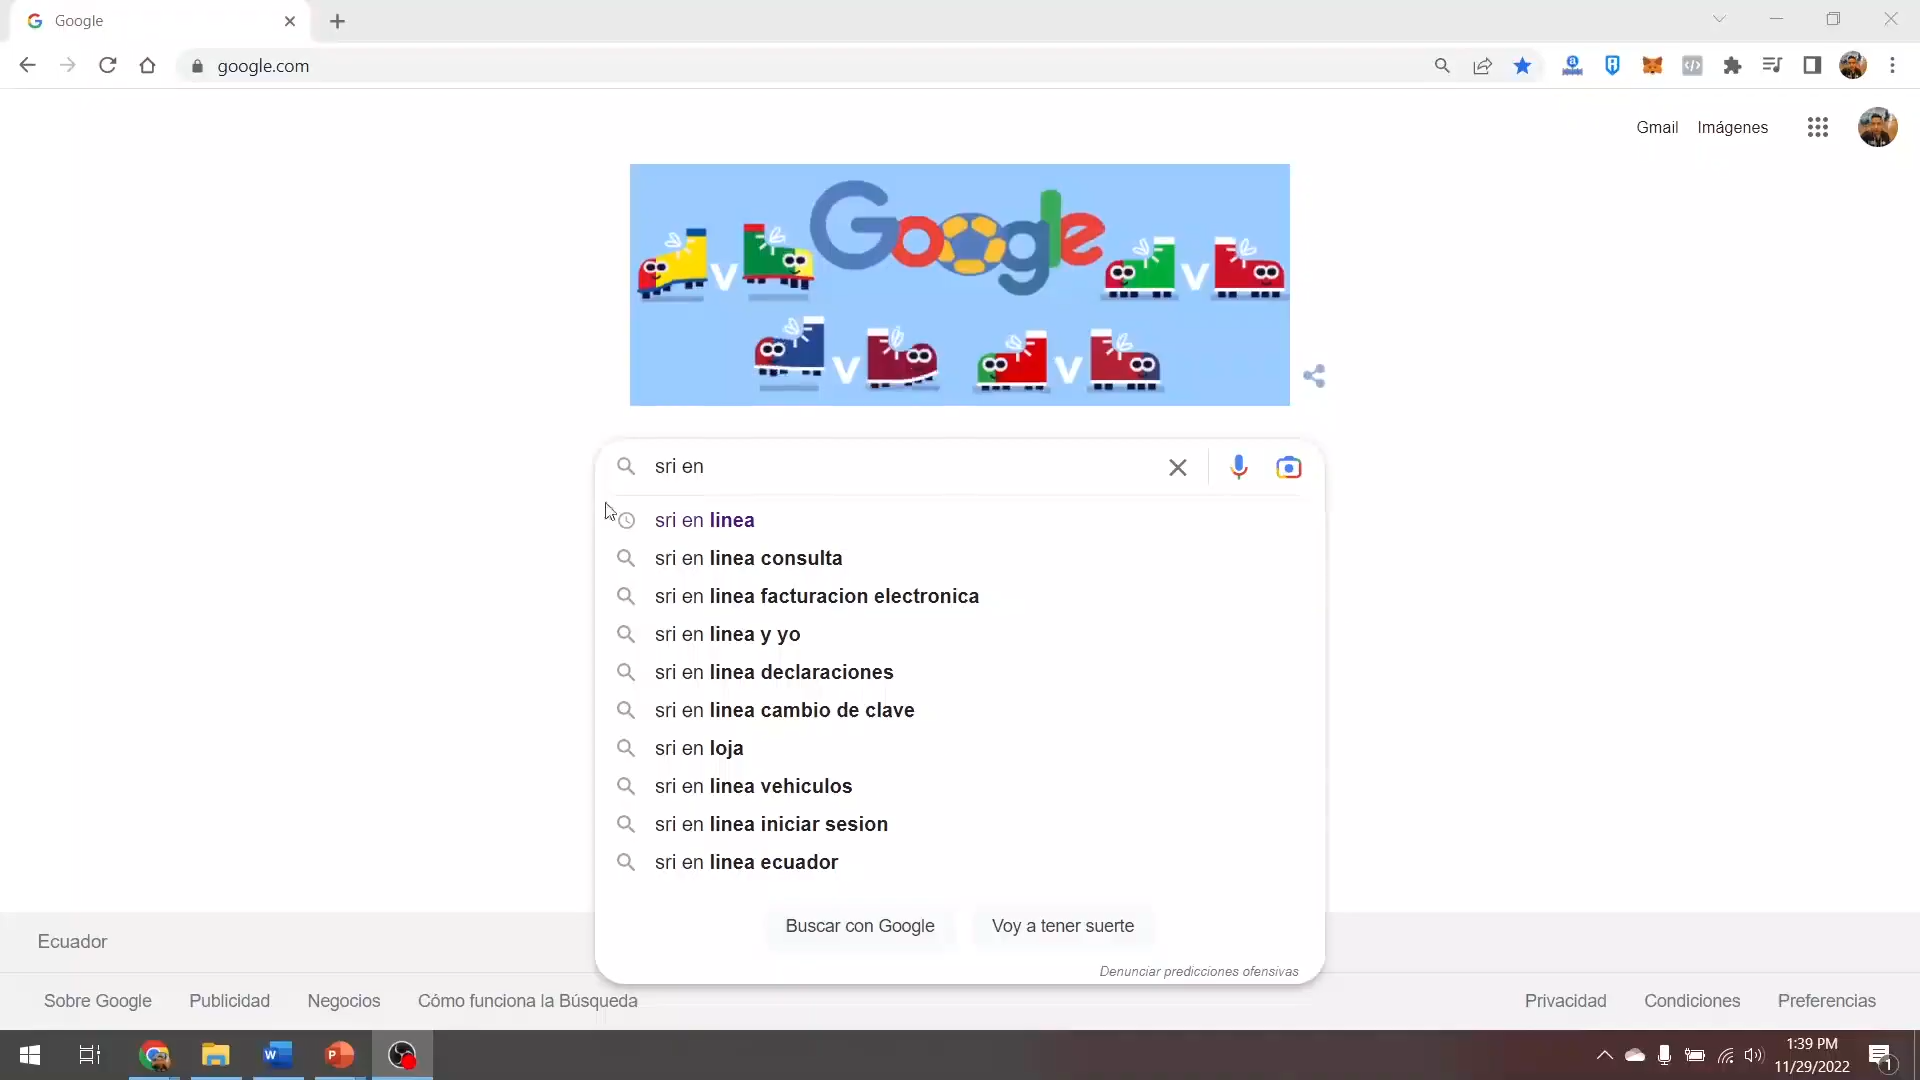 Google
google.com
Gmail Imágenes
Google
V V
V V
sri en
sri en linea
sri en linea consulta
sri en linea facturacion electronica
sri en linea y yo
sri en linea declaraciones
sri en linea cambio de clave
sri en loja
sri en linea vehiculos
sri en linea iniciar sesion
sri en linea ecuador
Buscar con Google Voy a tener suerte
Denunciar predicciones ofensivas
Ecuador
Sobre Google Publicidad Negocios Cómo funciona la Búsqueda Privacidad Condiciones Preferencias
1:39 PM
11/29/2022
1